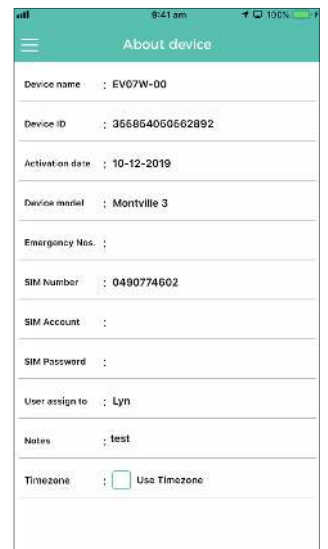 9:41 am 100%
About device
Device name : EV07W-00
Device ID : 355854050562892
Activation date : 10-12-2019
Device model : Montville 3
Emergency Nos. :
SIM Number : 0490774602
SIM Account :
SIM Password :
User assign to : Lyn
Notes : test
Timezone : Use Timezone